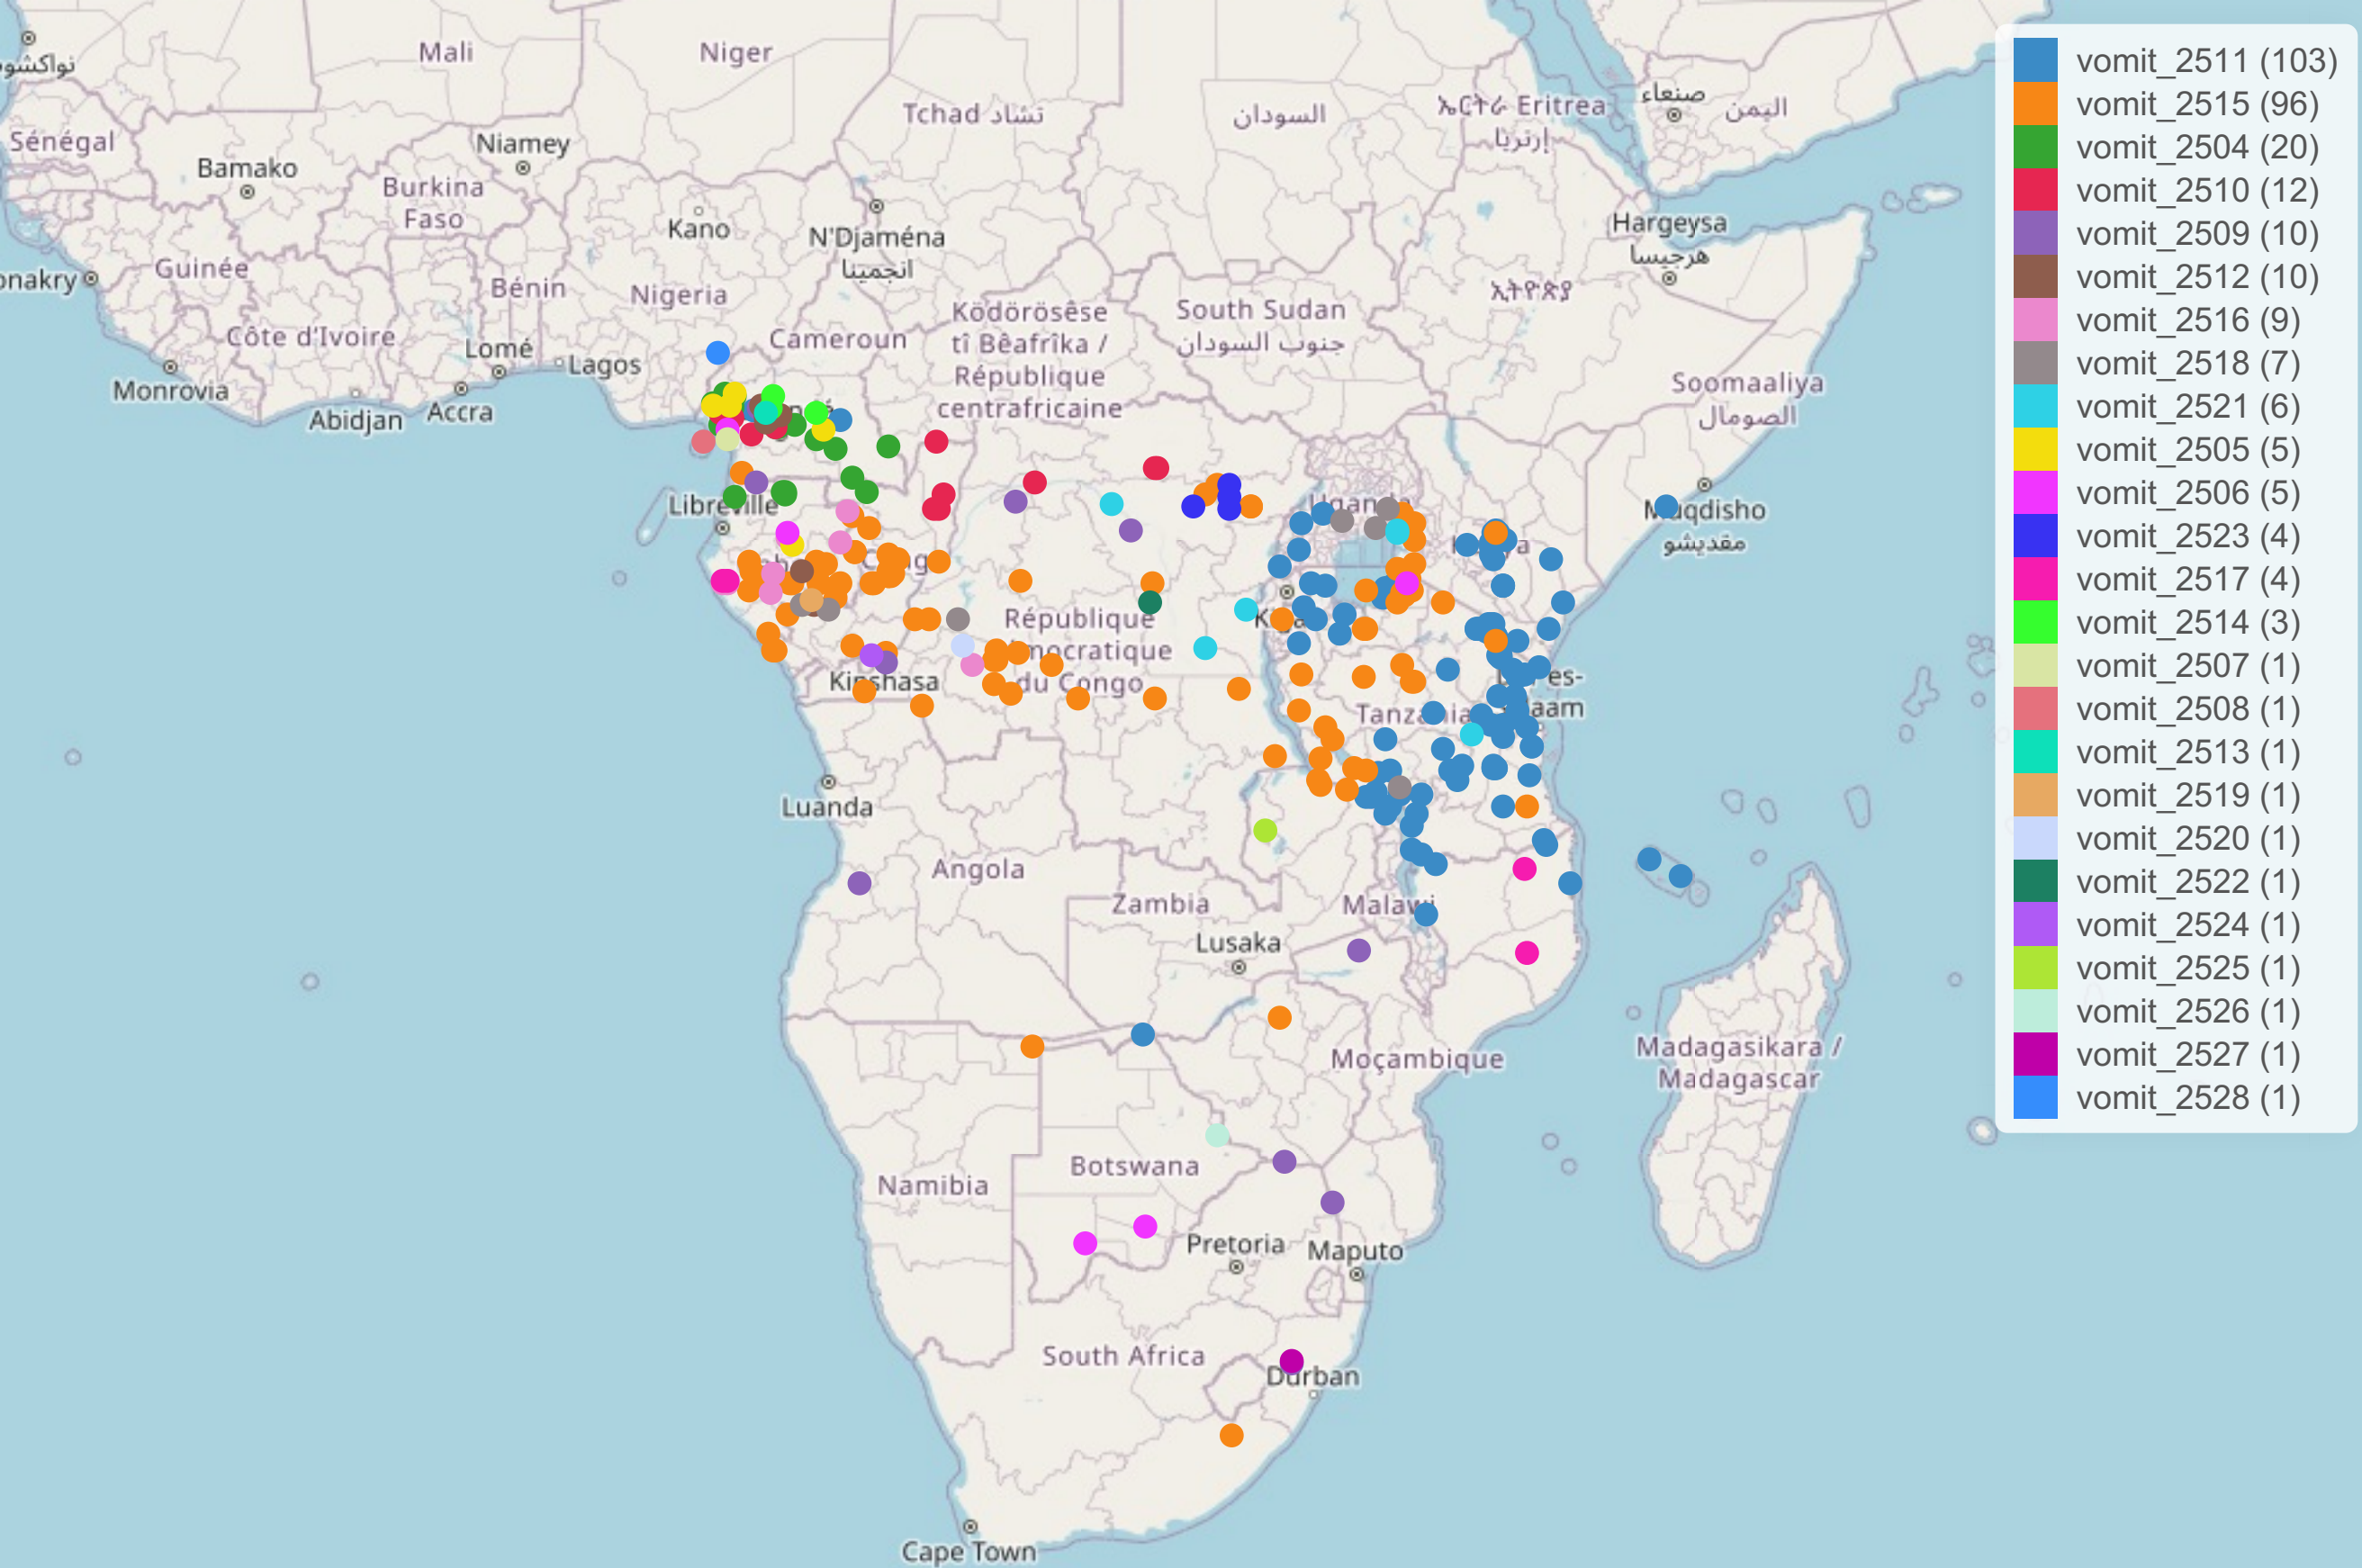 Mali
Niger
Tchad تشاد
السودان
ኤርትራ Eritrea
إرتريا
صنعاء
اليمن
Sénégal
Bamako
Niamey
Burkina
Faso
Kano
N'Djaména
انجمينا
Hargeysa
هرجيسا
onakry
Guinée
Bénin
Nigeria
ኢትዮጵያ
Côte d'Ivoire
Lomé
Lagos
Cameroun
Ködörösêse
tî Bêafrîka /
République
centrafricaine
South Sudan
جنوب السودان
Monrovia
Abidjan
Accra
Soomaaliya
الصومال
Libreville
Uganda
Muqdisho
مقديشو
République
du Congo
Kinshasa
Tanzania
Luanda
Angola
Zambia
Malawi
Lusaka
Moçambique
Madagasikara /
Madagascar
Namibia
Botswana
Pretoria
Maputo
South Africa
Durban
Cape Town
vomit_2511 (103)
vomit_2515 (96)
vomit_2504 (20)
vomit_2510 (12)
vomit_2509 (10)
vomit_2512 (10)
vomit_2516 (9)
vomit_2518 (7)
vomit_2521 (6)
vomit_2505 (5)
vomit_2506 (5)
vomit_2523 (4)
vomit_2517 (4)
vomit_2514 (3)
vomit_2507 (1)
vomit_2508 (1)
vomit_2513 (1)
vomit_2519 (1)
vomit_2520 (1)
vomit_2522 (1)
vomit_2524 (1)
vomit_2525 (1)
vomit_2526 (1)
vomit_2527 (1)
vomit_2528 (1)